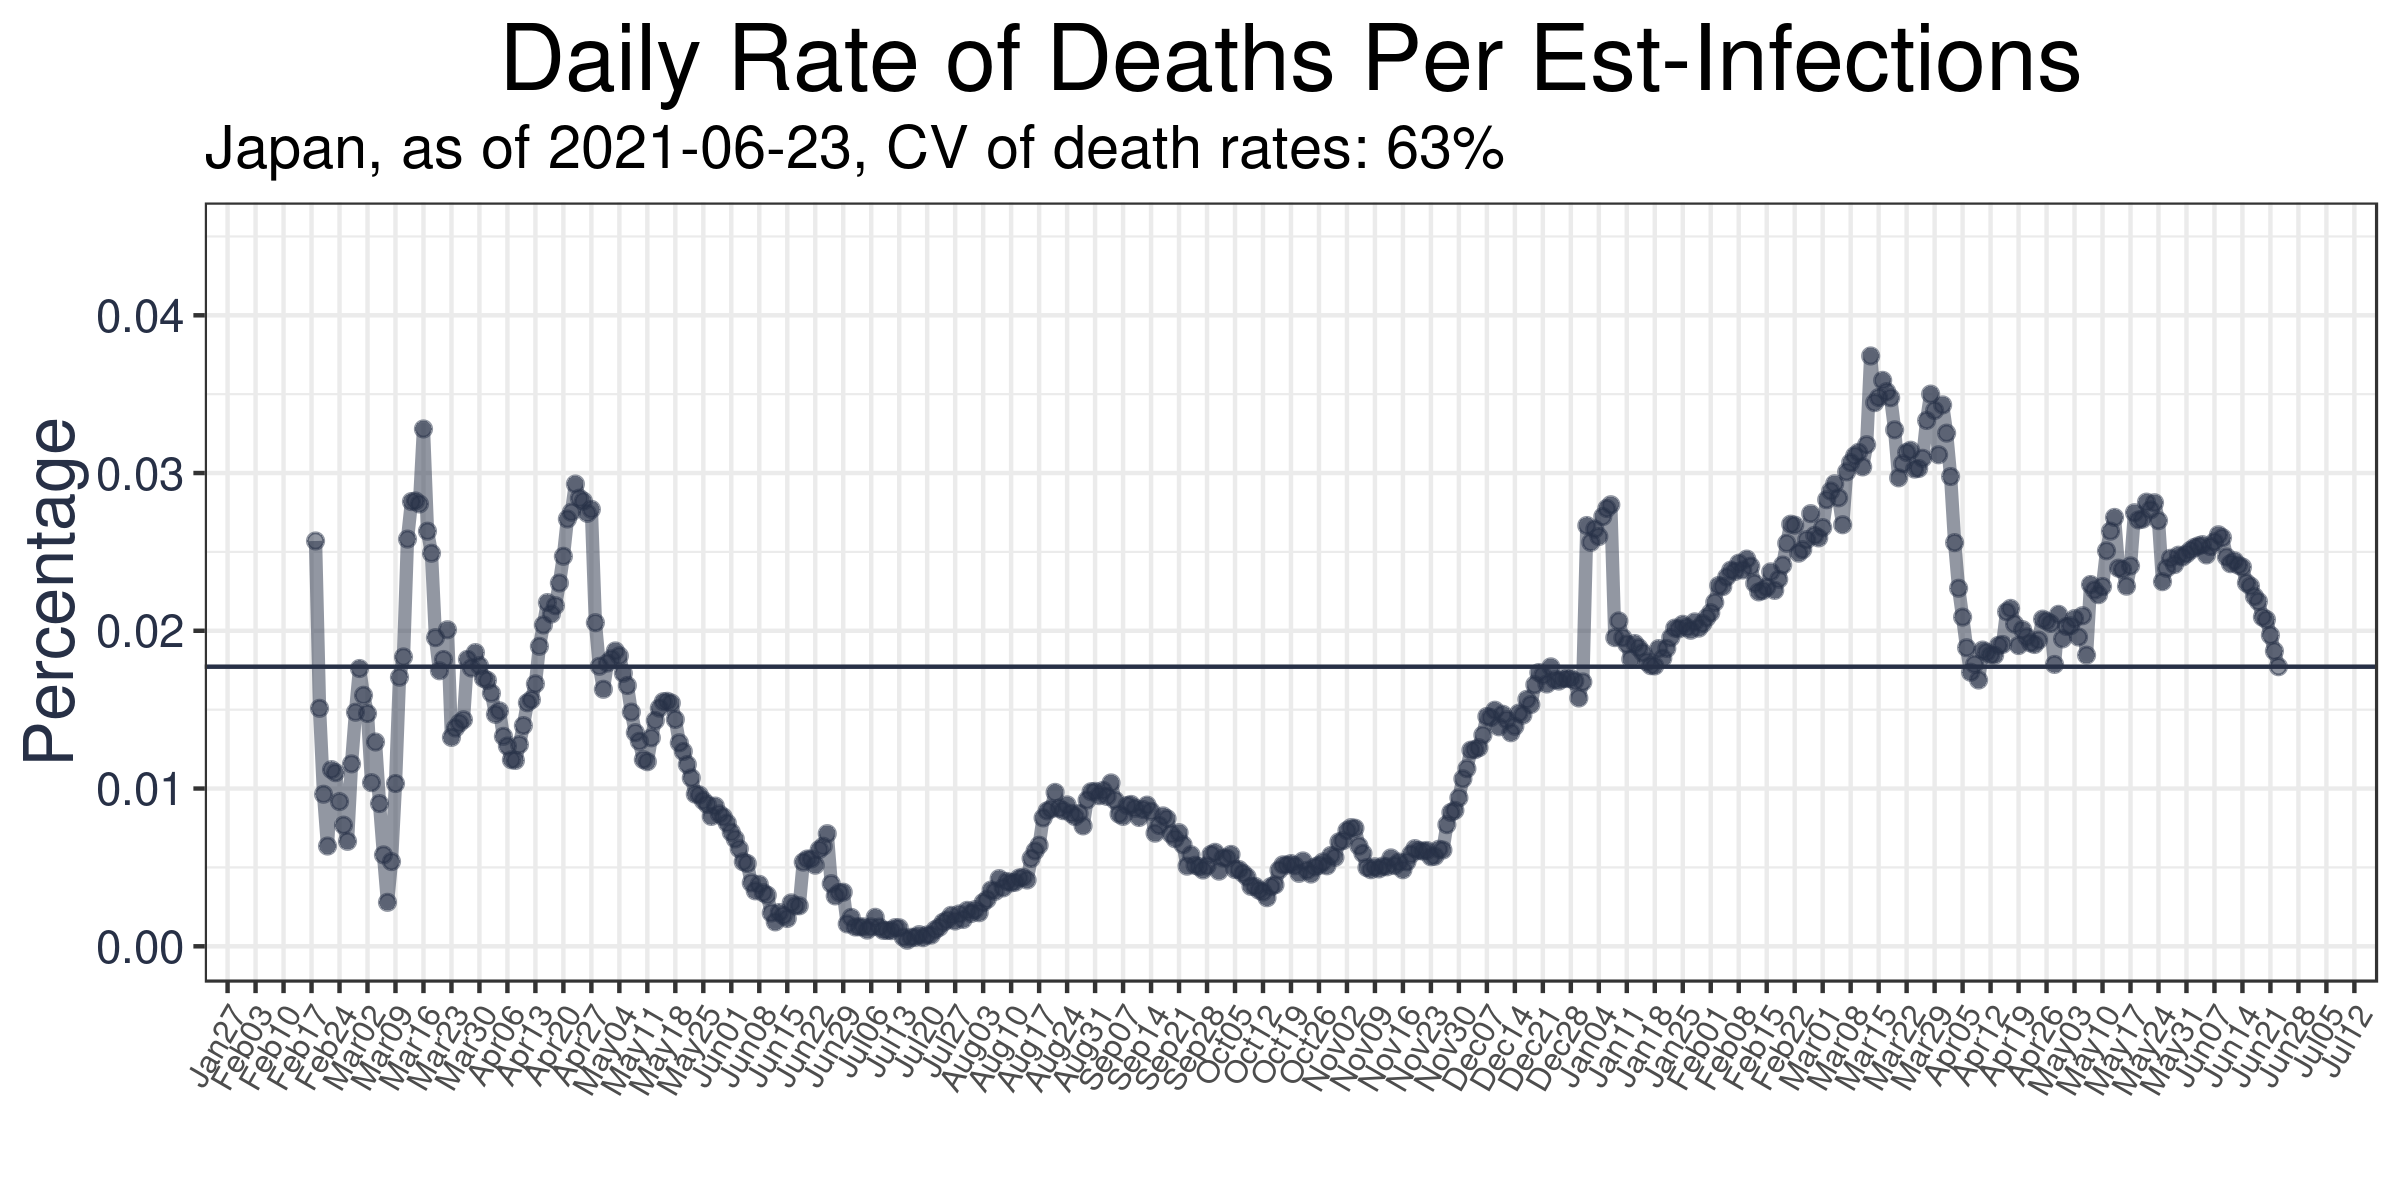 Daily Rate of Deaths Per Est-Infections
Japan, as of 2021-06-23, CV of death rates: 63%
Percentage
0.04
0.03
0.02
0.01
0.00
Jan27
Feb03
Feb10
Feb17
Feb24
Mar02
Mar09
Mar16
Mar23
Mar30
Apr06
Apr13
Apr20
Apr27
May04
May11
May18
May25
Jun01
Jun08
Jun15
Jun22
Jun29
Jul06
Jul13
Jul20
Jul27
Aug03
Aug10
Aug17
Aug24
Aug31
Sep07
Sep14
Sep21
Sep28
Oct05
Oct12
Oct19
Oct26
Nov02
Nov09
Nov16
Nov23
Nov30
Dec07
Dec14
Dec21
Dec28
Jan04
Jan11
Jan18
Jan25
Feb01
Feb08
Feb15
Feb22
Mar01
Mar08
Mar15
Mar22
Mar29
Apr05
Apr12
Apr19
Apr26
May03
May10
May17
May24
May31
Jun07
Jun14
Jun21
Jun28
Jul05
Jul12